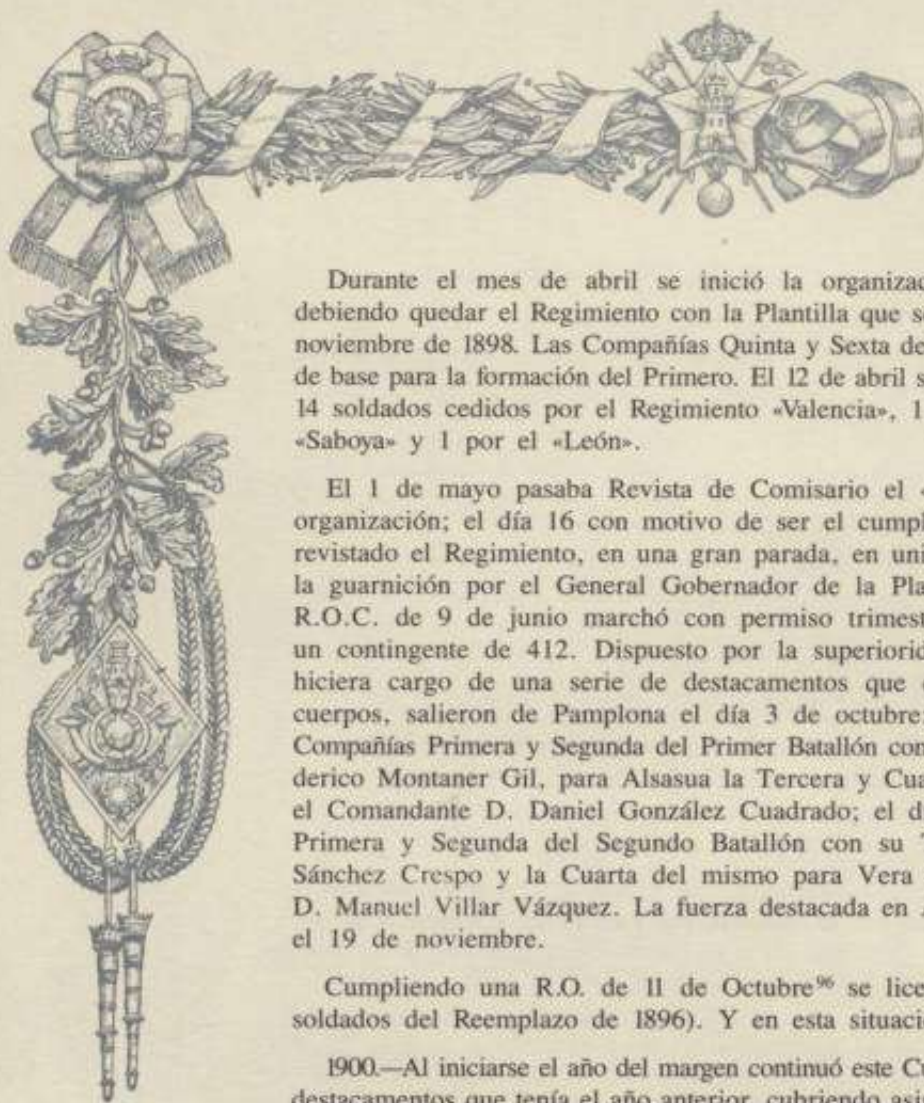 Durante el mes de abril se inició la organizac
debiendo quedar el Regimiento con la Plantilla que se
noviembre de 1898. Las Compañías Quinta y Sexta de
de base para la formación del Primero. El 12 de abril s
14 soldados cedidos por el Regimiento «Valencia», 1
«Saboya» y 1 por el «León».
El 1 de mayo pasaba Revista de Comisario el
organización; el día 16 con motivo de ser el cumpl
revistado el Regimiento, en una gran parada, en uni
la guarnición por el General Gobernador de la Pla
R.O.C. de 9 de junio marchó con permiso trimest
un contingente de 412. Dispuesto por la superiorid
hiciera cargo de una serie de destacamentos que
cuerpos, salieron de Pamplona el día 3 de octubre
Compañías Primera y Segunda del Primer Batallón con
derico Montaner Gil, para Alsasua la Tercera y Cua
el Comandante D. Daniel González Cuadrado; el d
Primera y Segunda del Segundo Batallón con su
Sánchez Crespo y la Cuarta del mismo para Vera
D. Manuel Villar Vázquez. La fuerza destacada en
el 19 de noviembre.
Cumpliendo una R.O. de 11 de Octubre⁹⁶ se lice
soldados del Reemplazo de 1896). Y en esta situaci
1900.—Al iniciarse el año del margen continuó este Cu
destacamentos que tenía el año anterior, cubriendo asi